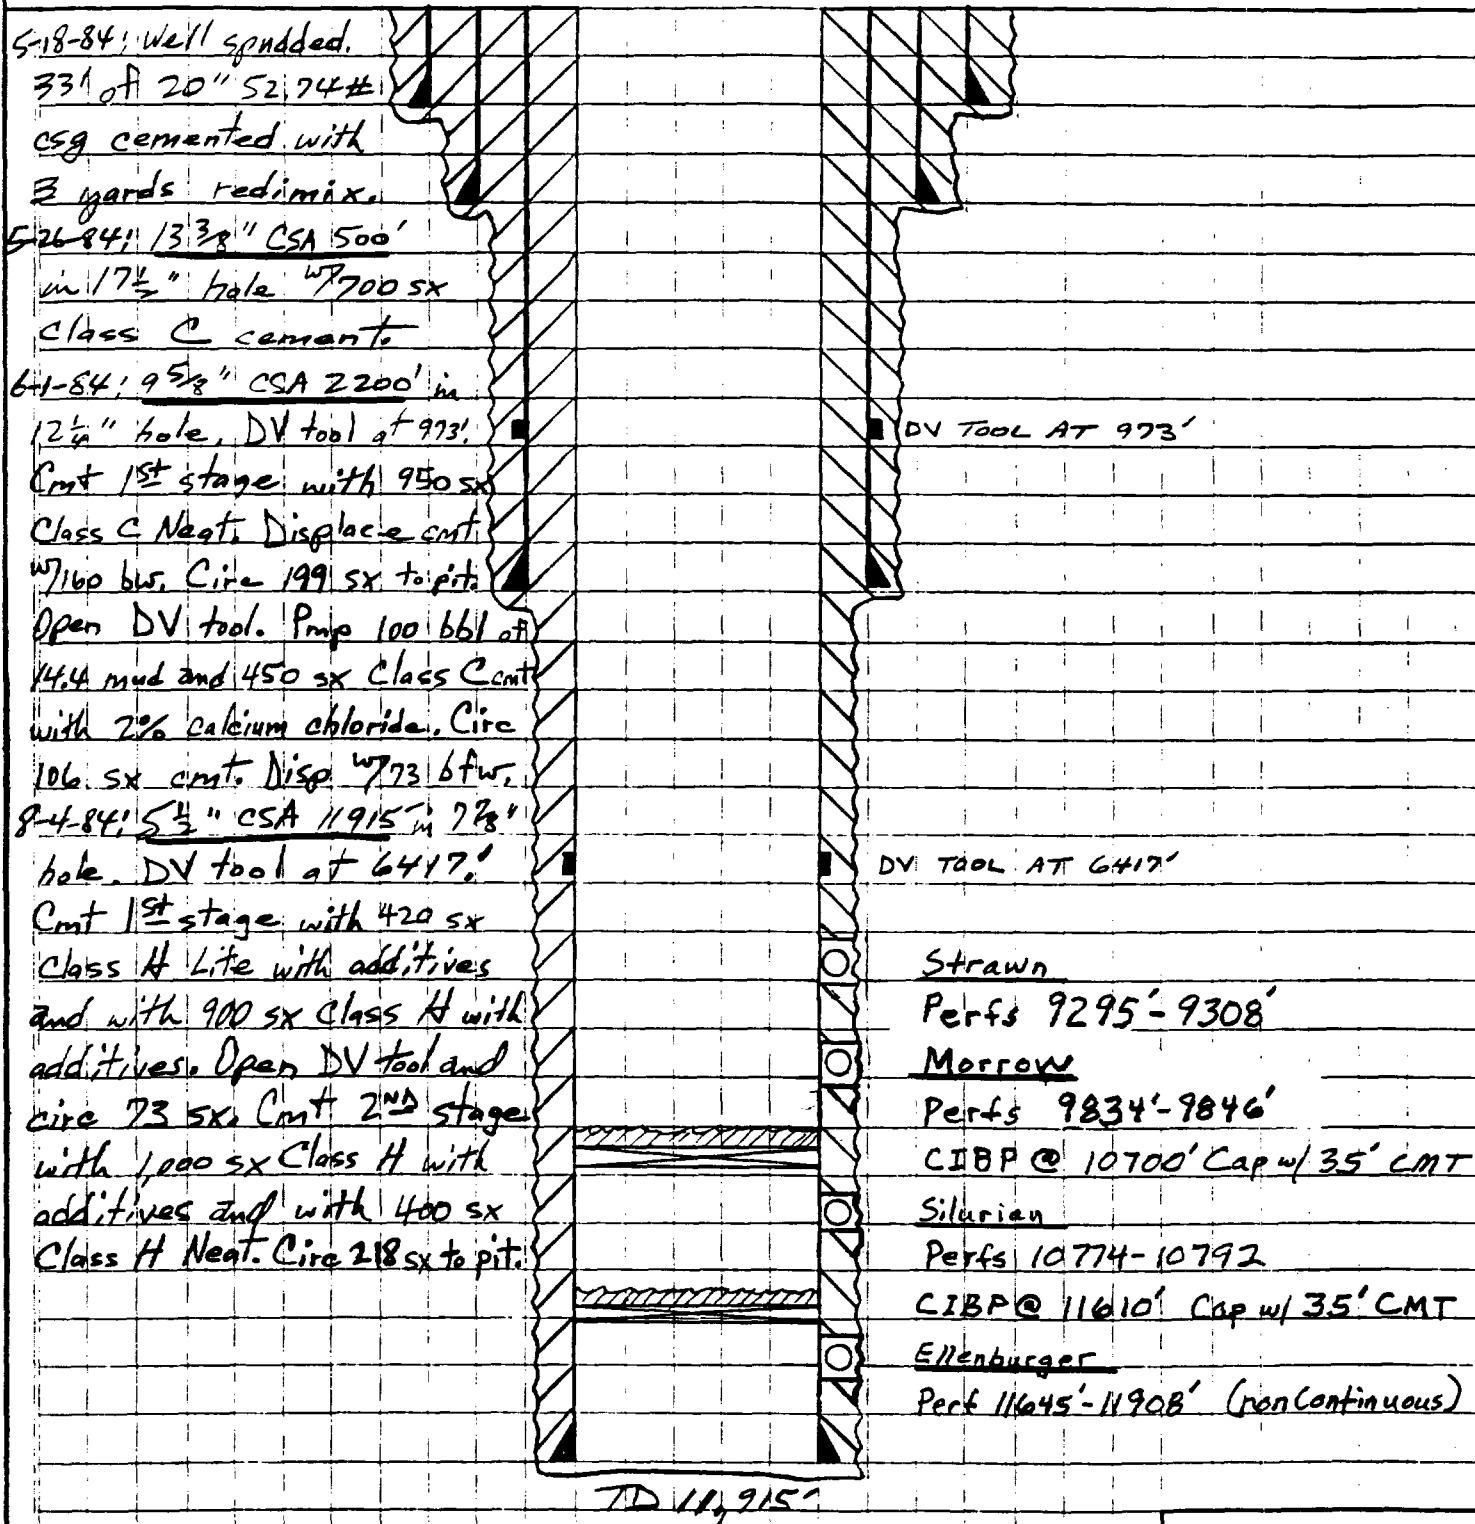 5-18-84; Well spudded.
33' of 20" 52.74#
csg cemented with
3 yards redimix.
5-26-84; 13 3/8" CSA 500'
in 17 1/2" hole w/700 sx
Class C cement.
6-1-84; 9 5/8" CSA 2200' in
12 1/4" hole. DV tool at 973'.
Cmt 1st stage with 950 sx
Class C Neat. Displace cmt
w/160 bw. Circ 199 sx to pit.
Open DV tool. Pmp 100 bbl of
14.4 mud and 450 sx Class C cmt
with 2% calcium chloride. Circ
106 sx cmt. Disp w/73 bfw.
8-4-84; 5 1/2" CSA 11915' in 7 7/8"
hole. DV tool at 6417'.
Cmt 1st stage with 420 sx
Class H Lite with additives
and with 900 sx Class H with
additives. Open DV tool and
circ 73 sx. Cmt 2ND stage
with 1,000 sx Class H with
additives and with 400 sx
Class H Neat. Circ 218 sx to pit.
DV TOOL AT 973'
DV TOOL AT 6417'
Strawn
Perfs 9295'-9308'
Morrow
Perfs 9834'-9846'
CIBP @ 10700' Cap w/ 35' CMT
Silurian
Perfs 10774-10792
CIBP @ 11610' Cap w/ 35' CMT
Ellenburger
Perf 11645'-11908' (noncontinuous)
TD 11,915'